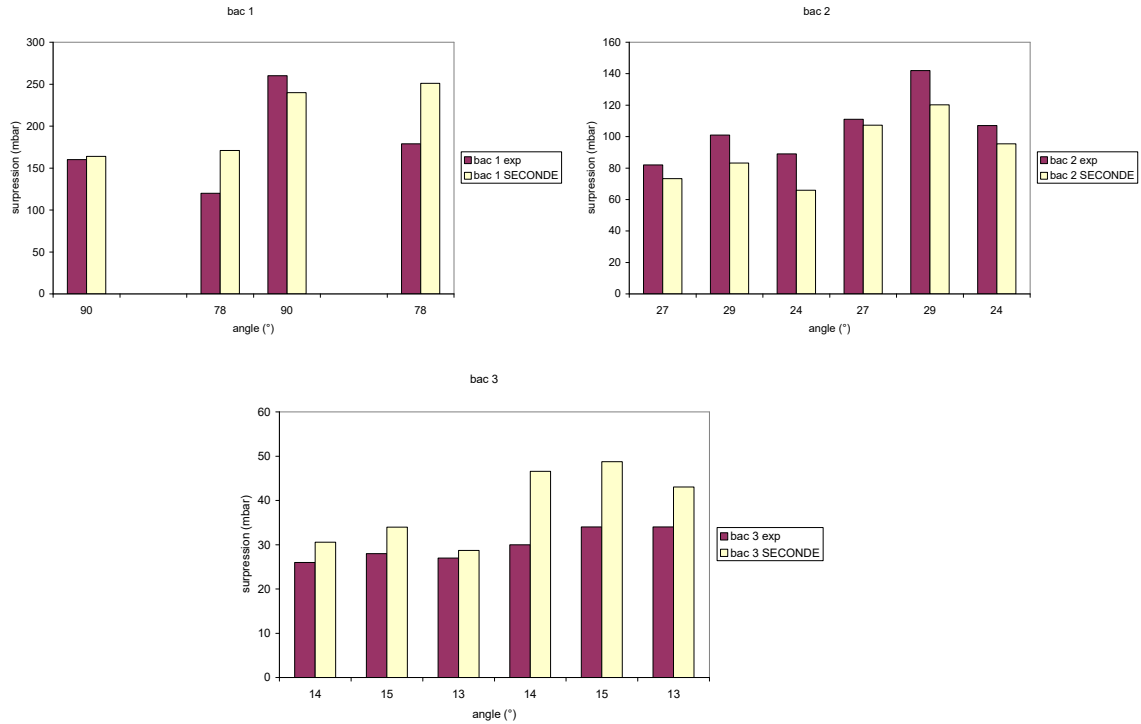 bac 1
300
250
200
150
100
50
0
surpression (mbar)
90 78 90 78
angle (°)
bac 1 exp
bac 1 SECONDE
bac 2
160
140
120
100
80
60
40
20
0
surpression (mbar)
27 29 24 27 29 24
angle (°)
bac 2 exp
bac 2 SECONDE
bac 3
60
50
40
30
20
10
0
surpression (mbar)
14 15 13 14 15 13
angle (°)
bac 3 exp
bac 3 SECONDE